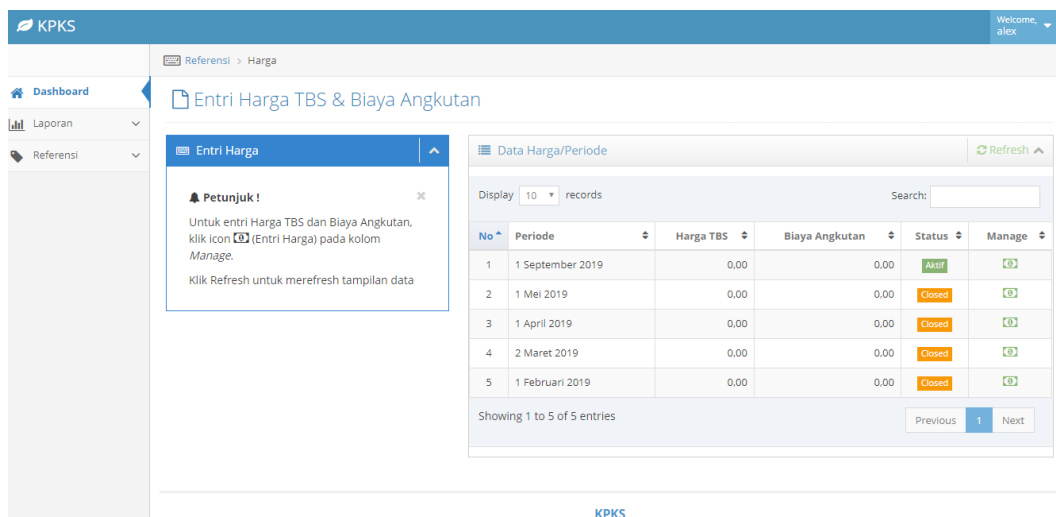 KPKS
Welcome,
alex
Referensi > Harga
Dashboard
Laporan
Referensi
Entri Harga TBS & Biaya Angkutan
Entri Harga
Petunjuk !
Untuk entri Harga TBS dan Biaya Angkutan,
klik icon (Entri Harga) pada kolom
Manage.
Klik Refresh untuk merefresh tampilan data
Data Harga/Periode
Refresh
Display 10 records
Search:
No Periode Harga TBS Biaya Angkutan Status Manage
1 1 September 2019 0,00 0,00 Aktif
2 1 Mei 2019 0,00 0,00 Closed
3 1 April 2019 0,00 0,00 Closed
4 2 Maret 2019 0,00 0,00 Closed
5 1 Februari 2019 0,00 0,00 Closed
Showing 1 to 5 of 5 entries
Previous 1 Next
KPKS